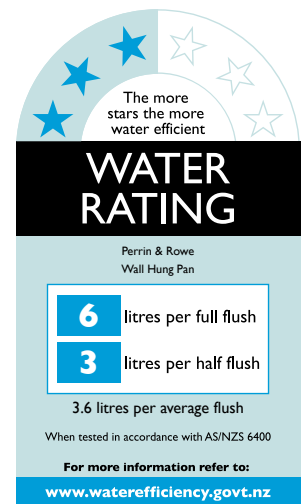 The more
stars the more
water efficient
WATER
RATING
Perrin & Rowe
Wall Hung Pan
6 litres per full flush
3 litres per half flush
3.6 litres per average flush
When tested in accordance with AS/NZS 6400
For more information refer to:
www.waterefficiency.govt.nz